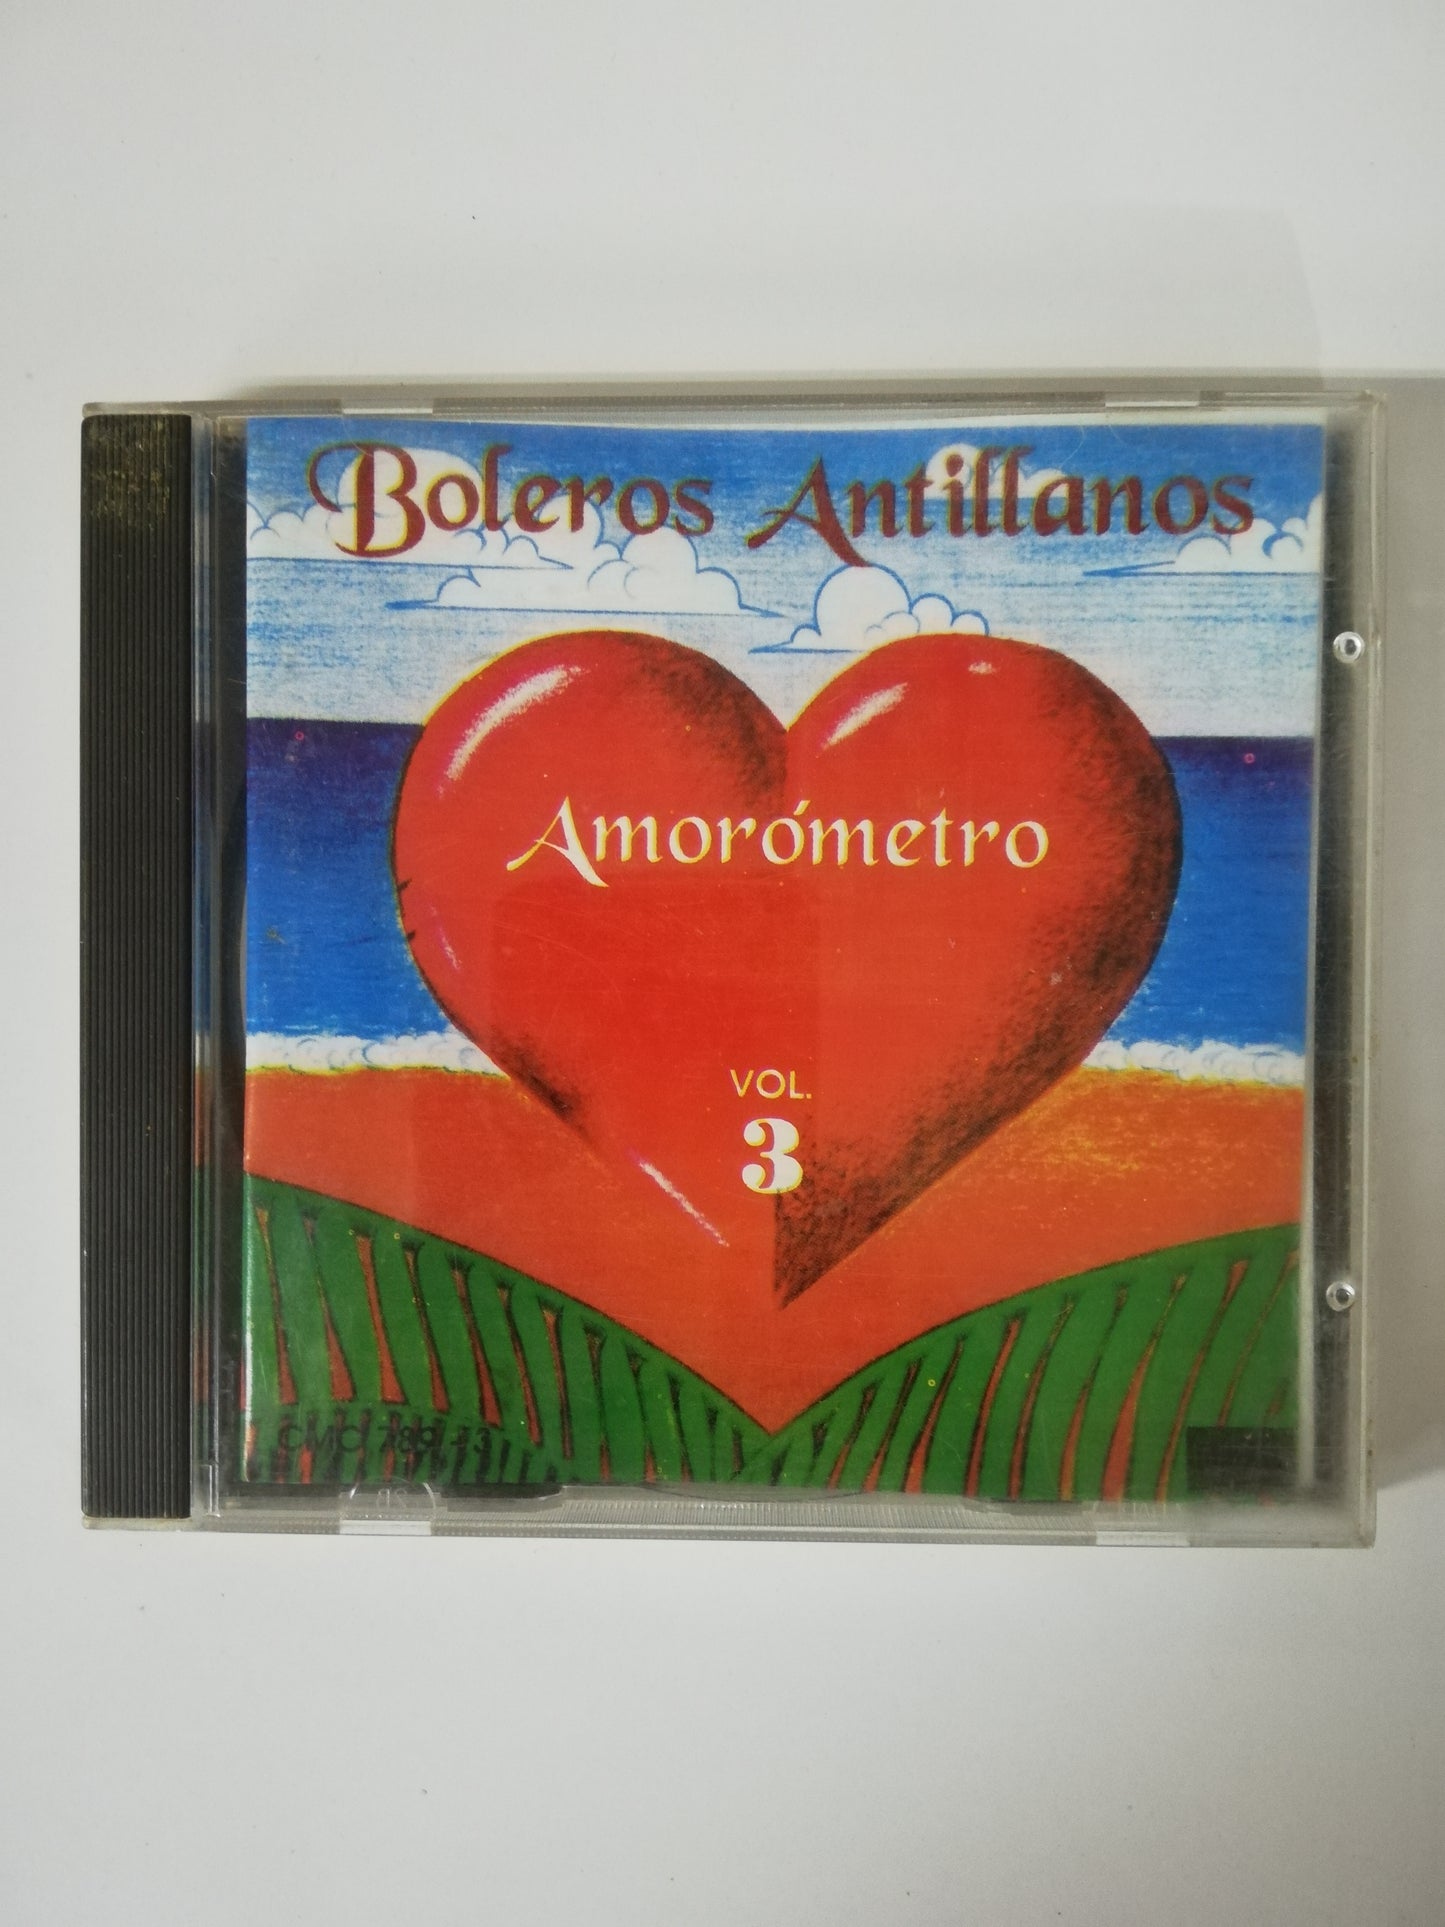 Boleros Antillanos
Amorómetro
VOL.
3